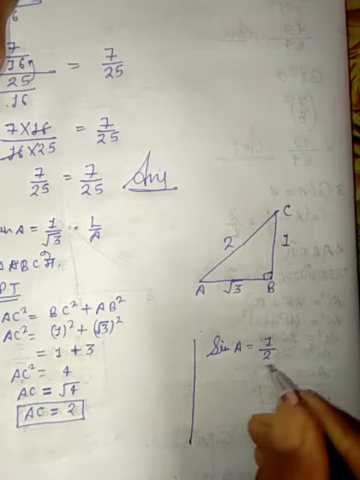 7
16
25
16
= 7/25
7×16/16×25 = 7/25
7/25 = 7/25 Ans
A = 1/√3 = L/A
ABC में,
PT
AC² = BC² + AB²
AC² = (1)² + (√3)²
= 1 + 3
AC² = 4
AC = √4
AC = 2
C
2
1
A
√3
B
Sin A = 1/2